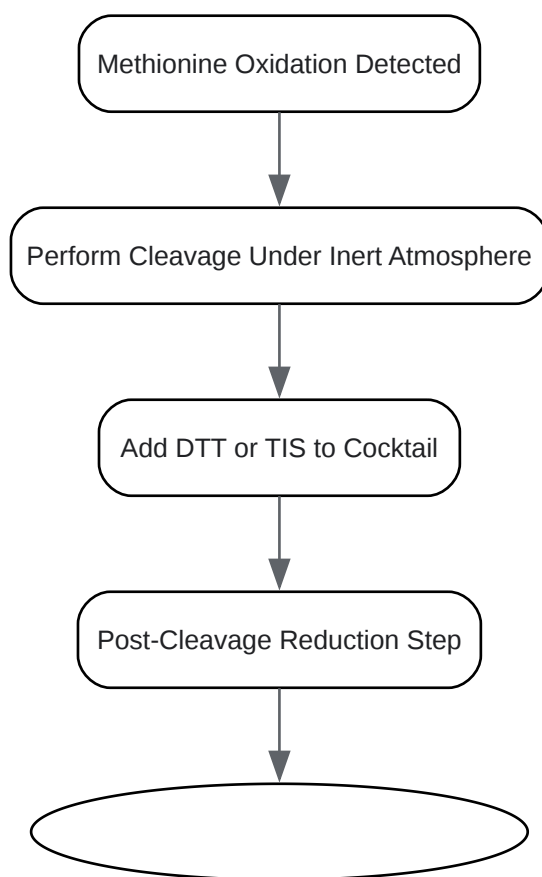 Methionine Oxidation Detected
Perform Cleavage Under Inert Atmosphere
Add DTT or TIS to Cocktail
Post-Cleavage Reduction Step